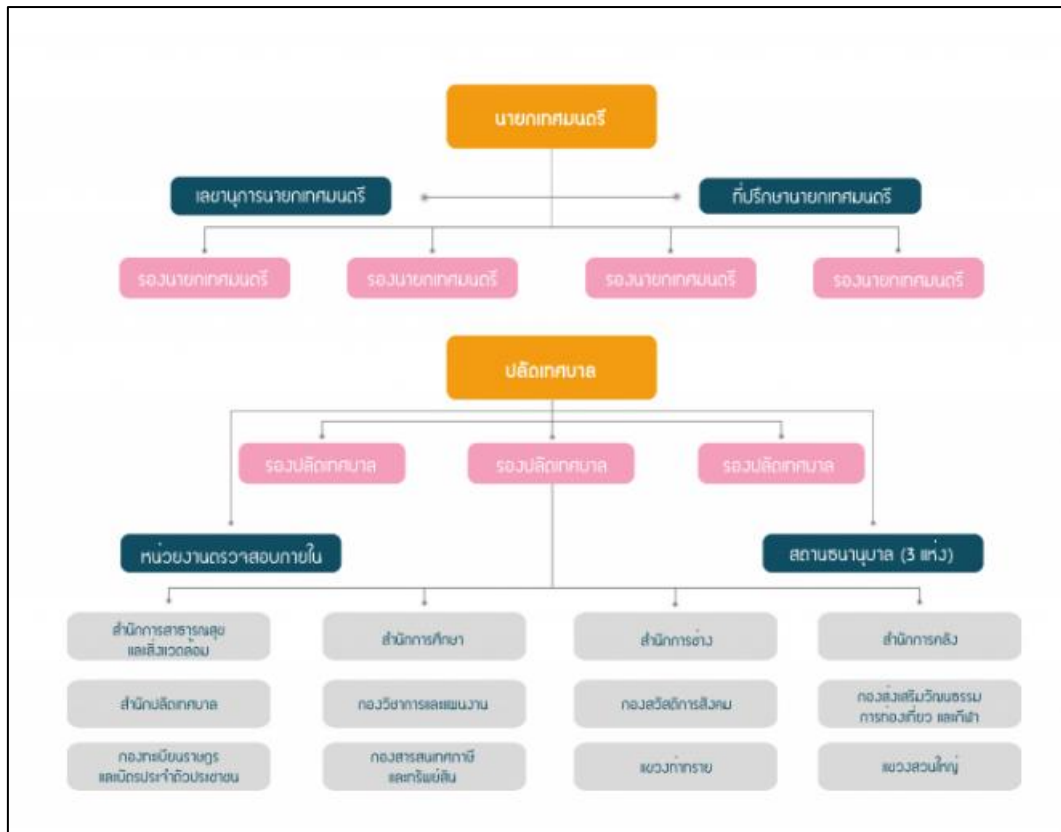 นายกเทศมนตรี
เลขานุการนายกเทศมนตรี
ที่ปรึกษานายกเทศมนตรี
รองนายกเทศมนตรี
รองนายกเทศมนตรี
รองนายกเทศมนตรี
รองนายกเทศมนตรี
ปลัดเทศบาล
รองปลัดเทศบาล
รองปลัดเทศบาล
รองปลัดเทศบาล
หน่วยงานตรวจสอบภายใน
สถานธนานุบาล (3 แห่ง)
สำนักการสาธารณสุข
และสิ่งแวดล้อม
สำนักการศึกษา
สำนักการช่าง
สำนักการคลัง
สำนักปลัดเทศบาล
กองวิชาการและแผนงาน
กองสวัสดิการสังคม
กองส่งเสริมวัฒนธรรม
การท่องเที่ยว และกีฬา
กองทะเบียนราษฎร
และบัตรประจำตัวประชาชน
กองสารสนเทศภาษี
และทรัพย์สิน
แขวงท่าทราย
แขวงสวนใหญ่